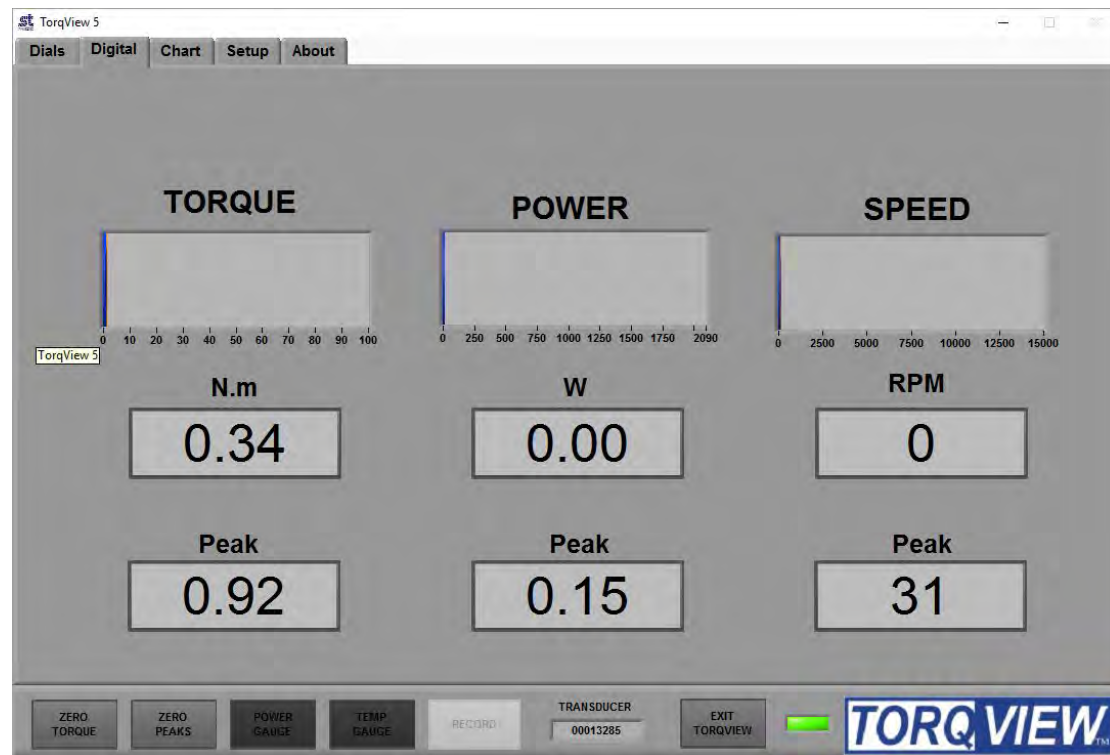 st TorqView 5
Dials Digital Chart Setup About
TORQUE POWER SPEED
0 10 20 30 40 50 60 70 80 90 100
0 250 500 750 1000 1250 1500 1750 2090
0 2500 5000 7500 10000 12500 15000
TorqView 5
N.m W RPM
0.34 0.00 0
Peak Peak Peak
0.92 0.15 31
ZERO TORQUE
ZERO PEAKS
POWER GAUGE
TEMP GAUGE
RECORD
TRANSDUCER
00013285
EXIT TORQVIEW
TORQVIEW TM